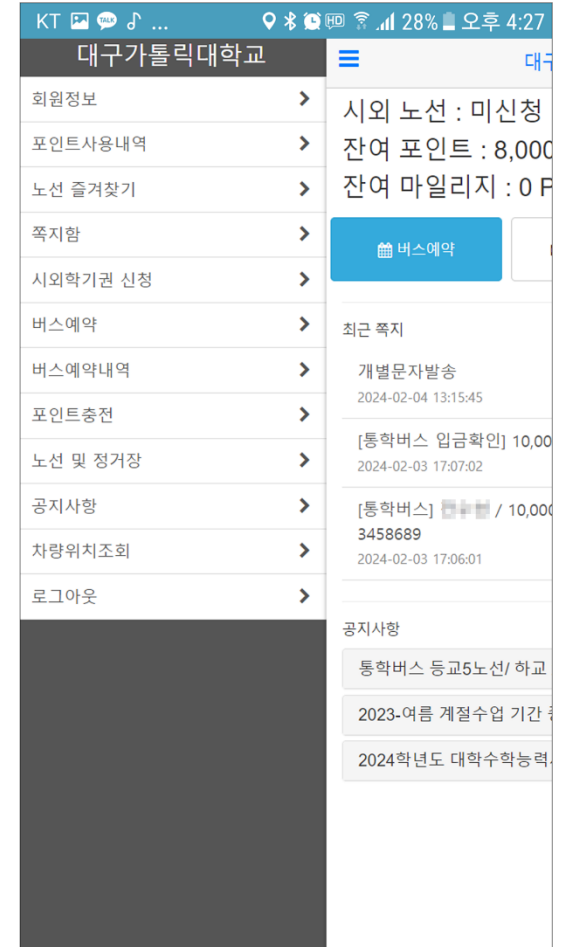 KT TALK ... HD 28% 오후 4:27
대구가톨릭대학교
회원정보
포인트사용내역
노선 즐겨찾기
쪽지함
시외학기권 신청
버스예약
버스예약내역
포인트충전
노선 및 정거장
공지사항
차량위치조회
로그아웃
대구
시외 노선 : 미신청
잔여 포인트 : 8,000
잔여 마일리지 : 0 P
버스예약
최근 쪽지
개별문자발송
2024-02-04 13:15:45
[통학버스 입금확인] 10,00
2024-02-03 17:07:02
[통학버스] / 10,000
3458689
2024-02-03 17:06:01
공지사항
통학버스 등교5노선/ 하교
2023-여름 계절수업 기간
2024학년도 대학수학능력